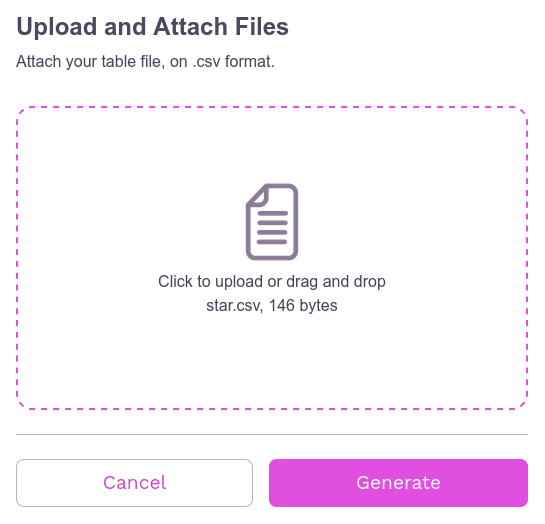 Upload and Attach Files
Attach your table file, on .csv format.
Click to upload or drag and drop
star.csv, 146 bytes
Cancel
Generate